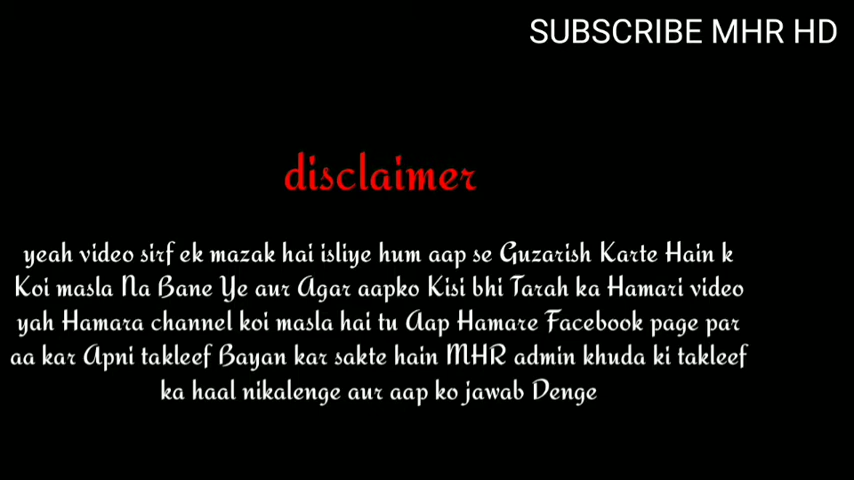 SUBSCRIBE MHR HD
disclaimer
yeah video sirf ek mazak hai isliye hum aap se Guzarish Karte Hain k
Koi masla Na Bane Ye aur Agar aapko Kisi bhi Tarah ka Hamari video
yah Hamara channel koi masla hai tu Aap Hamare Facebook page par
aa kar Apni takleef Bayan kar sakte hain MHR admin khuda ki takleef
ka haal nikalenge aur aap ko jawab Denge